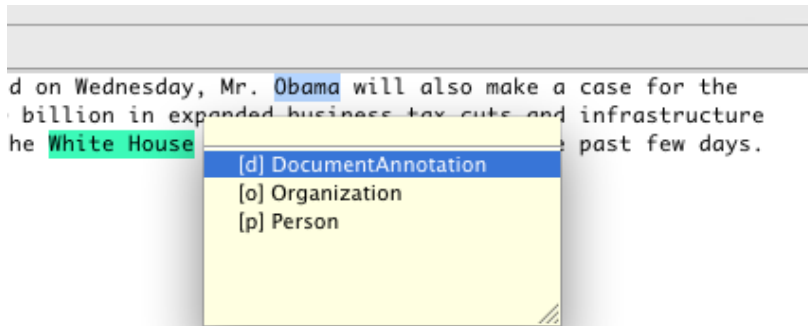 d on Wednesday, Mr. Obama will also make a case for the
billion in expanded business tax cuts and infrastructure
he White House past few days.
[d] DocumentAnnotation
[o] Organization
[p] Person